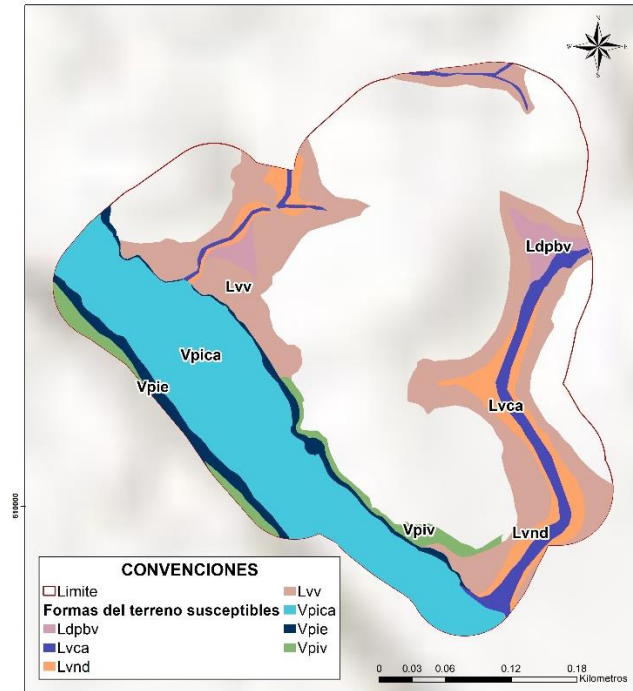 N
W E
S
Ldpbv
Lvv
Vpica
Vpie
Lvca
Vpiv
Lvnd
510000
CONVENCIONES
Limite
Formas del terreno susceptibles
Ldpbv
Lvca
Lvnd
Lvv
Vpica
Vpie
Vpiv
0 0.03 0.06 0.12 0.18
Kilometros